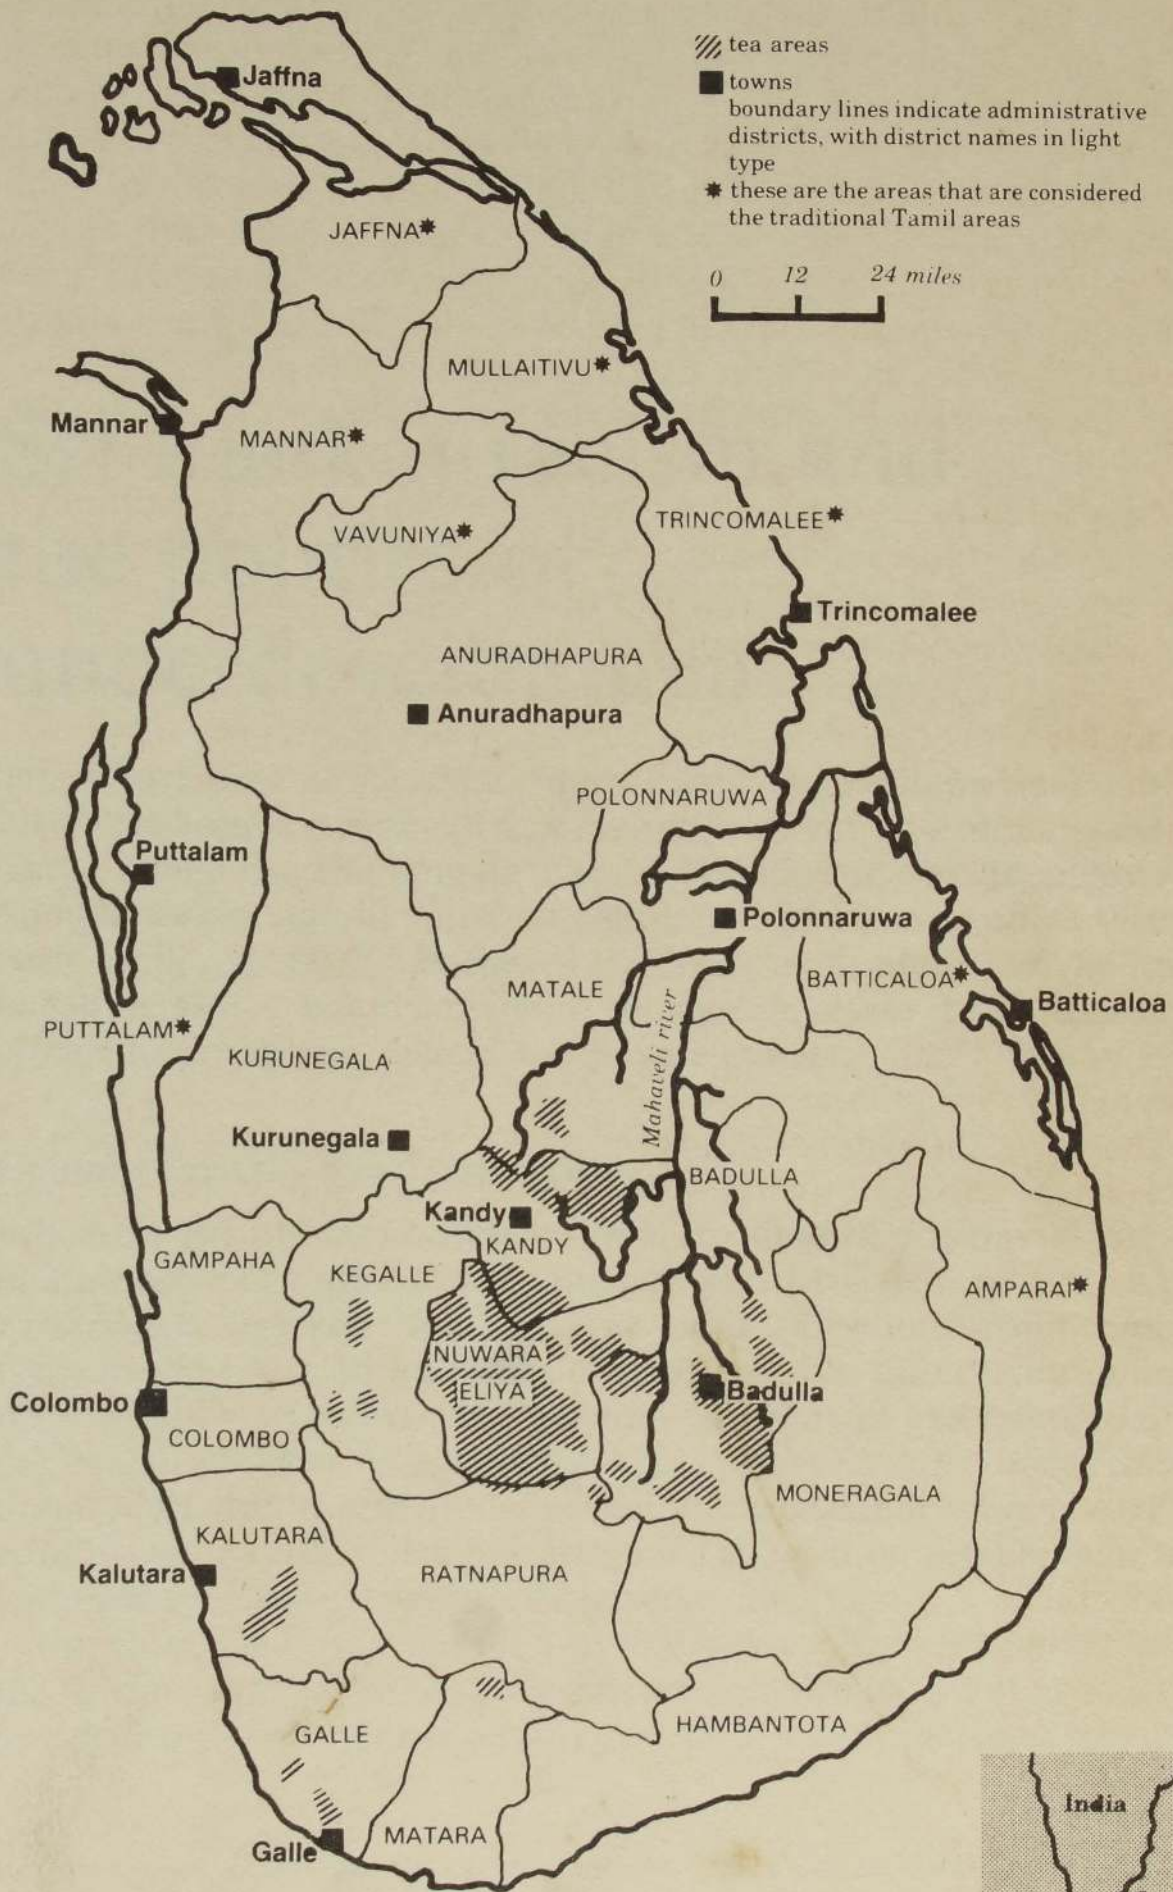 tea areas
towns
boundary lines indicate administrative
districts, with district names in light
type
✷ these are the areas that are considered
the traditional Tamil areas
0 12 24 miles
Jaffna
JAFFNA✷
MULLAITIVU✷
Mannar
MANNAR✷
VAVUNIYA✷
TRINCOMALEE✷
Trincomalee
ANURADHAPURA
Anuradhapura
POLONNARUWA
Puttalam
Polonnaruwa
BATTICALOA✷
MATALE
Batticaloa
Mahaveli river
PUTTALAM✷
KURUNEGALA
Kurunegala
BADULLA
Kandy
KANDY
GAMPAHA
KEGALLE
AMPARAI✷
NUWARA
ELIYA
Badulla
Colombo
COLOMBO
MONERAGALA
KALUTARA
Kalutara
RATNAPURA
HAMBANTOTA
GALLE
MATARA
Galle
India